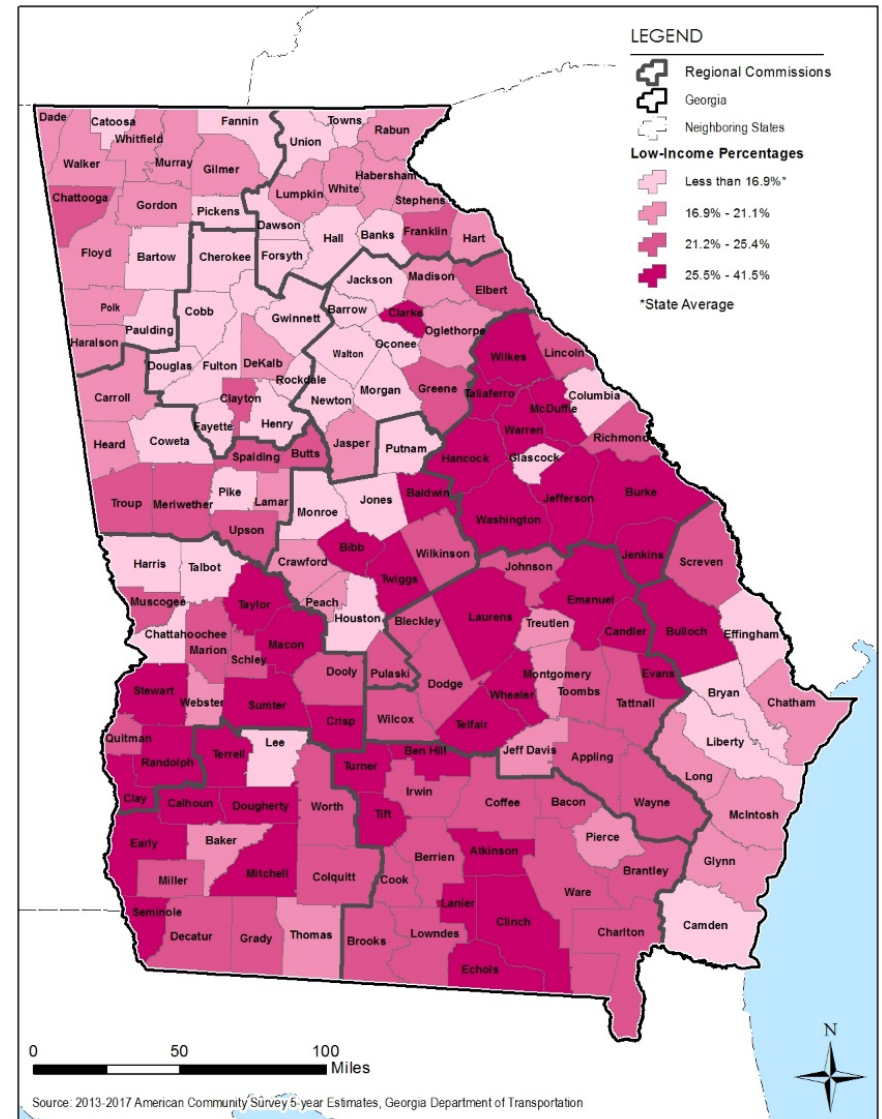 LEGEND
Regional Commissions
Georgia
Neighboring States
Low-Income Percentages
Less than 16.9%*
16.9% - 21.1%
21.2% - 25.4%
25.5% - 41.5%
*State Average
Dade
Catoosa
Fannin
Towns
Whitfield
Union
Rabun
Walker
Murray
Gilmer
Habersham
Lumpkin
White
Chattooga
Stephens
Gordon
Pickens
Dawson
Franklin
Hart
Hall
Banks
Floyd
Bartow
Cherokee
Forsyth
Jackson
Madison
Elbert
Polk
Cobb
Barrow
Clarke
Gwinnett
Oglethorpe
Paulding
Haralson
Oconee
Walton
Wilkes
Lincoln
Douglas
Fulton
DeKalb
Rockdale
Morgan
Greene
Taliaferro
Columbia
Carroll
Clayton
Newton
McDuffie
Fayette
Henry
Warren
Richmond
Heard
Coweta
Jasper
Putnam
Spalding
Butts
Hancock
Glascock
Pike
Lamar
Jones
Baldwin
Jefferson
Burke
Troup
Meriwether
Monroe
Washington
Upson
Bibb
Wilkinson
Jenkins
Harris
Talbot
Crawford
Johnson
Screven
Twiggs
Muscogee
Taylor
Peach
Houston
Emanuel
Laurens
Bleckley
Treutlen
Chattahoochee
Candler
Bulloch
Effingham
Marion
Macon
Schley
Dooly
Pulaski
Evans
Montgomery
Stewart
Webster
Dodge
Wheeler
Toombs
Tattnall
Bryan
Chatham
Sumter
Crisp
Wilcox
Telfair
Quitman
Lee
Jeff Davis
Liberty
Randolph
Terrell
Ben Hill
Appling
Turner
Long
Clay
Calhoun
Dougherty
Worth
Irwin
Coffee
Bacon
Wayne
Tift
McIntosh
Early
Baker
Pierce
Berrien
Atkinson
Glynn
Miller
Mitchell
Colquitt
Cook
Ware
Brantley
Seminole
Lanier
Clinch
Camden
Decatur
Grady
Thomas
Brooks
Lowndes
Charlton
Echols
N
0 50 100
Miles
Source: 2013-2017 American Community Survey 5-year Estimates, Georgia Department of Transportation